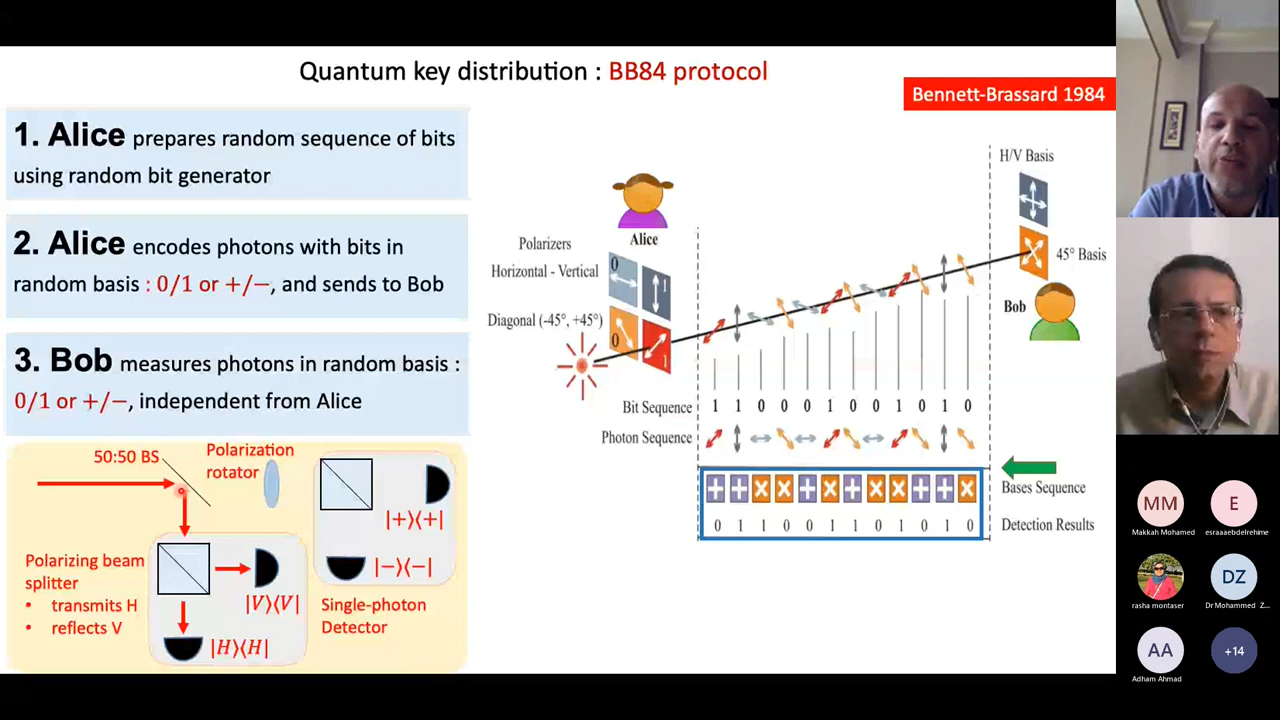 Quantum key distribution : BB84 protocol
Bennett-Brassard 1984
1. Alice prepares random sequence of bits
using random bit generator
2. Alice encodes photons with bits in
random basis : 0/1 or +/−, and sends to Bob
3. Bob measures photons in random basis :
0/1 or +/−, independent from Alice
50:50 BS
Polarization
rotator
|+⟩⟨+|
|−⟩⟨−|
Polarizing beam
splitter
• transmits H
• reflects V
|V⟩⟨V|
|H⟩⟨H|
Single-photon
Detector
Alice
Polarizers
Horizontal - Vertical
0
1
Diagonal (-45°, +45°)
0
1
H/V Basis
45° Basis
Bob
Bit Sequence 1 1 0 0 0 1 0 0 1 0 1 0
Photon Sequence
Bases Sequence
0 1 1 0 0 1 1 0 1 0 1 0 Detection Results
MM
Makkah Mohamed
E
esraaaebdelrehime
rasha montaser
DZ
Dr Mohammed Z...
AA
Adham Ahmad
+14